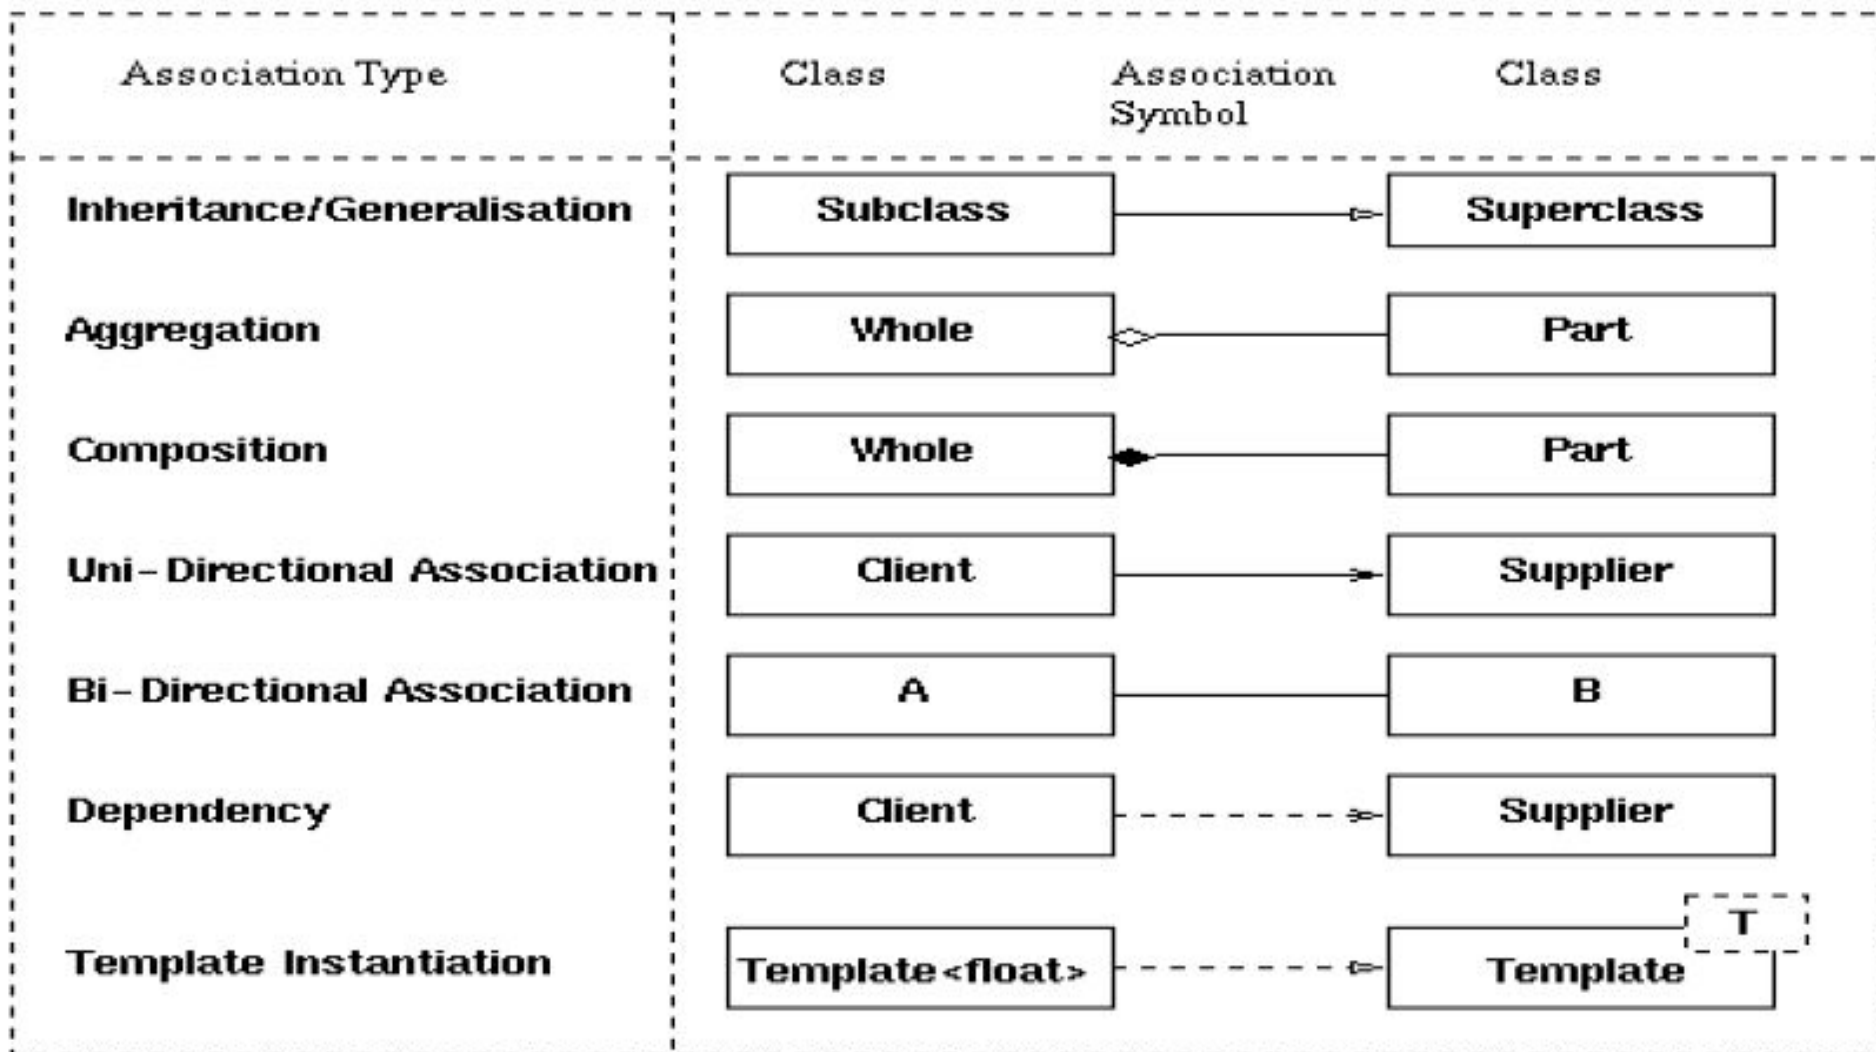 Association Type Class Association Symbol Class
Inheritance/Generalisation Subclass Superclass
Aggregation Whole Part
Composition Whole Part
Uni-Directional Association Client Supplier
Bi-Directional Association A B
Dependency Client Supplier
T
Template Instantiation Template<float> Template